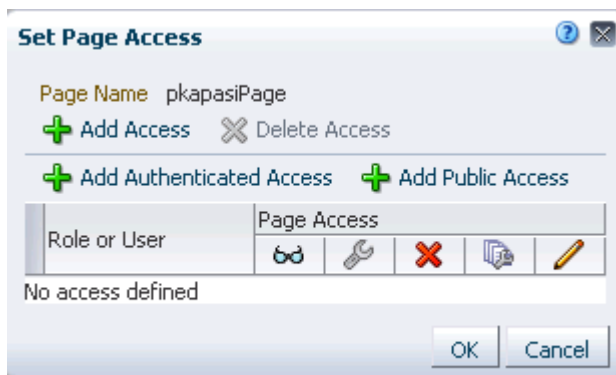 Set Page Access
Page Name pkapasiPage
Add Access Delete Access
Add Authenticated Access Add Public Access
Role or User
Page Access
No access defined
OK Cancel